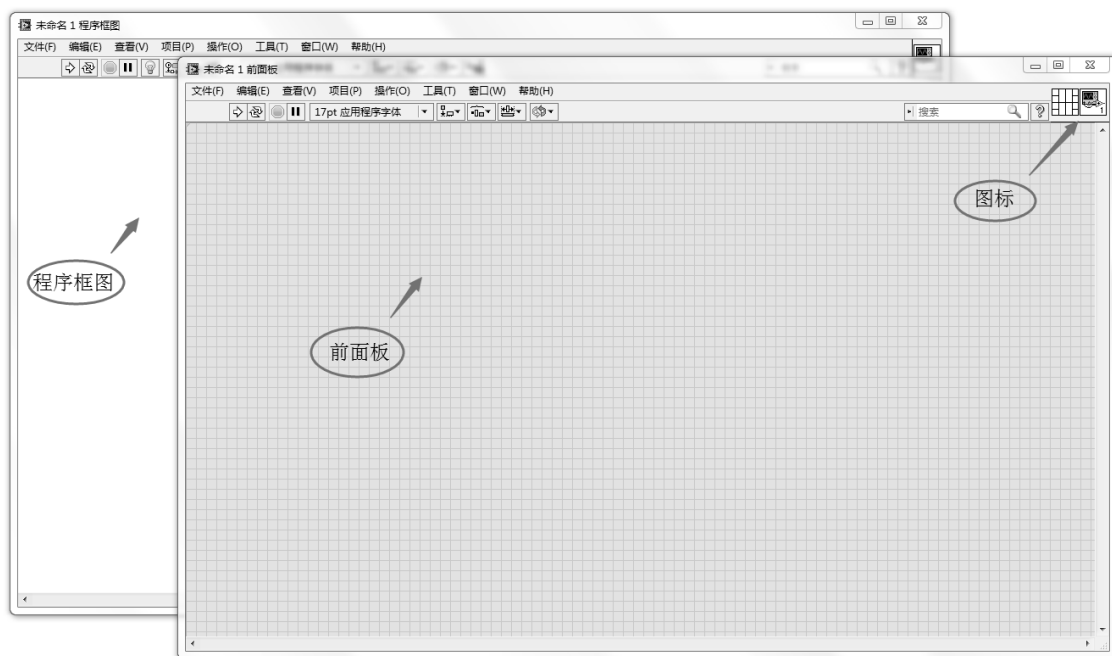 未命名 1 程序框图
文件(F) 编辑(E) 查看(V) 项目(P) 操作(O) 工具(T) 窗口(W) 帮助(H)
未命名 1 前面板
文件(F) 编辑(E) 查看(V) 项目(P) 操作(O) 工具(T) 窗口(W) 帮助(H)
17pt 应用程序字体
搜索
?
1
图标
程序框图
前面板